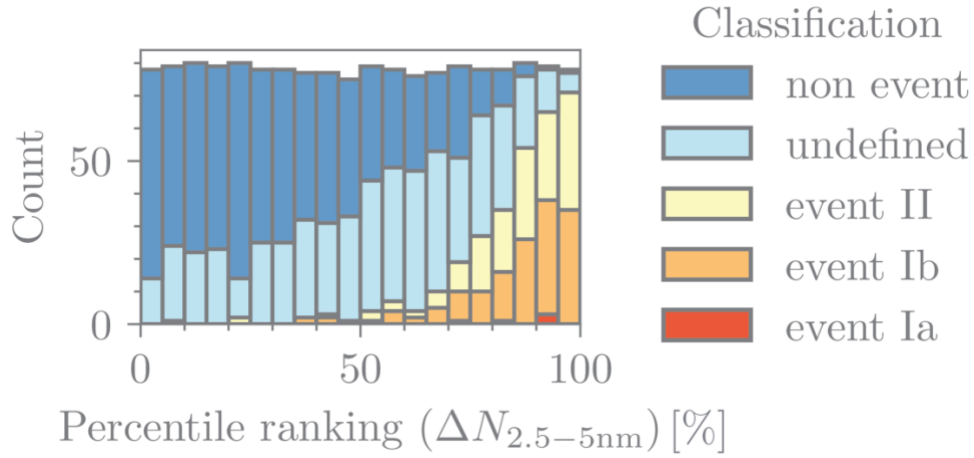 Classification
non event
undefined
event II
event Ib
event Ia
Count
50
0
0 50 100
Percentile ranking (ΔN₂.₅₋₅ₙₘ) [%]